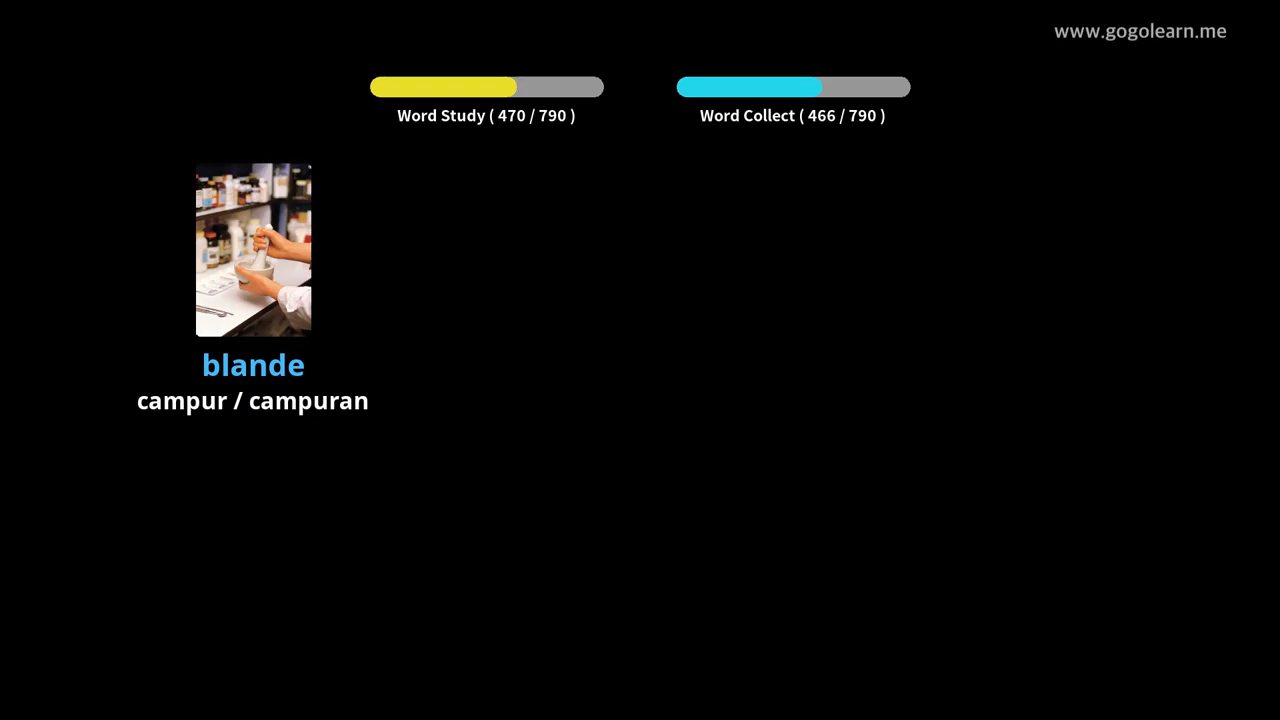 www.gogolearn.me
Word Study ( 470 / 790 )
Word Collect ( 466 / 790 )
blande
campur / campuran